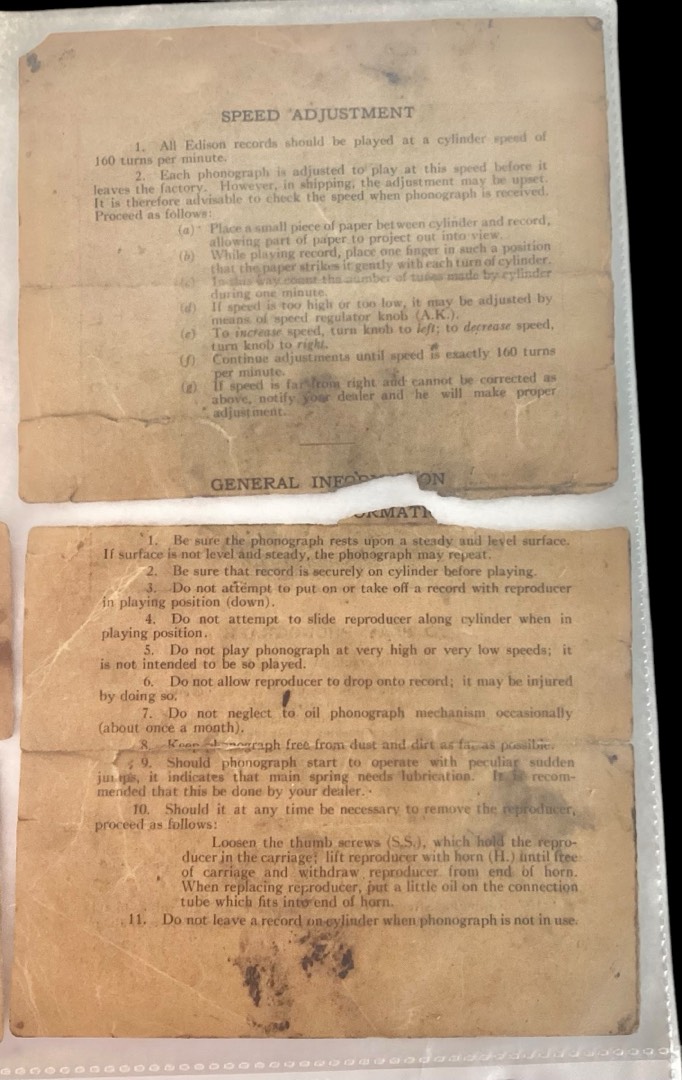 SPEED ADJUSTMENT
1. All Edison records should be played at a cylinder speed of
160 turns per minute.
2. Each phonograph is adjusted to play at this speed before it
leaves the factory. However, in shipping, the adjustment may be upset.
It is therefore advisable to check the speed when phonograph is received.
Proceed as follows:
(a) Place a small piece of paper between cylinder and record,
allowing part of paper to project out into view.
(b) While playing record, place one finger in such a position
that the paper strikes it gently with each turn of cylinder.
(c) In this way count the number of turns made by cylinder
during one minute.
(d) If speed is too high or too low, it may be adjusted by
means of speed regulator knob (A.K.).
(e) To increase speed, turn knob to left; to decrease speed,
turn knob to right.
(f) Continue adjustments until speed is exactly 160 turns
per minute.
(g) If speed is far from right and cannot be corrected as
above, notify your dealer and he will make proper
adjustment.
GENERAL INFORMATION
1. Be sure the phonograph rests upon a steady and level surface.
If surface is not level and steady, the phonograph may repeat.
2. Be sure that record is securely on cylinder before playing.
3. Do not attempt to put on or take off a record with reproducer
in playing position (down).
4. Do not attempt to slide reproducer along cylinder when in
playing position.
5. Do not play phonograph at very high or very low speeds; it
is not intended to be so played.
6. Do not allow reproducer to drop onto record; it may be injured
by doing so.
7. Do not neglect to oil phonograph mechanism occasionally
(about once a month).
8. Keep phonograph free from dust and dirt as far as possible.
9. Should phonograph start to operate with peculiar sudden
jumps, it indicates that main spring needs lubrication. It is recom-
mended that this be done by your dealer.
10. Should it at any time be necessary to remove the reproducer,
proceed as follows:
Loosen the thumb screws (S.S.), which hold the repro-
ducer in the carriage; lift reproducer with horn (H.) until free
of carriage and withdraw reproducer from end of horn.
When replacing reproducer, put a little oil on the connection
tube which fits into end of horn.
11. Do not leave a record on cylinder when phonograph is not in use.